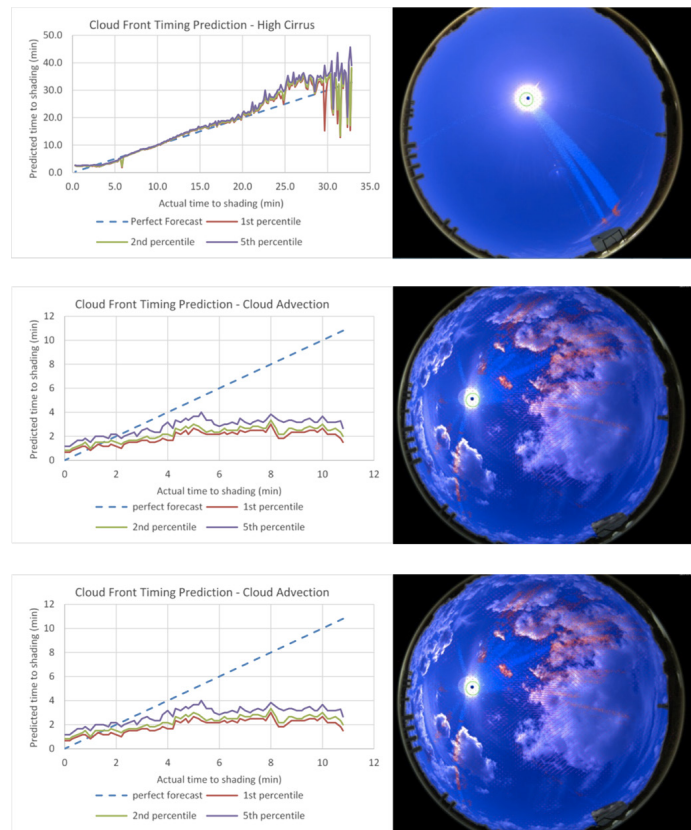 Cloud Front Timing Prediction - High Cirrus
Predicted time to shading (min)
50.0
40.0
30.0
20.0
10.0
0.0
0.0 5.0 10.0 15.0 20.0 25.0 30.0 35.0
Actual time to shading (min)
Perfect Forecast 1st percentile
2nd percentile 5th percentile
Cloud Front Timing Prediction - Cloud Advection
Predicted time to shading (min)
12
10
8
6
4
2
0
0 2 4 6 8 10 12
Actual time to shading (min)
perfect forecast 1st percentile
2nd percentile 5th percentile
Cloud Front Timing Prediction - Cloud Advection
Predicted time to shading (min)
12
10
8
6
4
2
0
0 2 4 6 8 10 12
Actual time to shading (min)
perfect forecast 1st percentile
2nd percentile 5th percentile